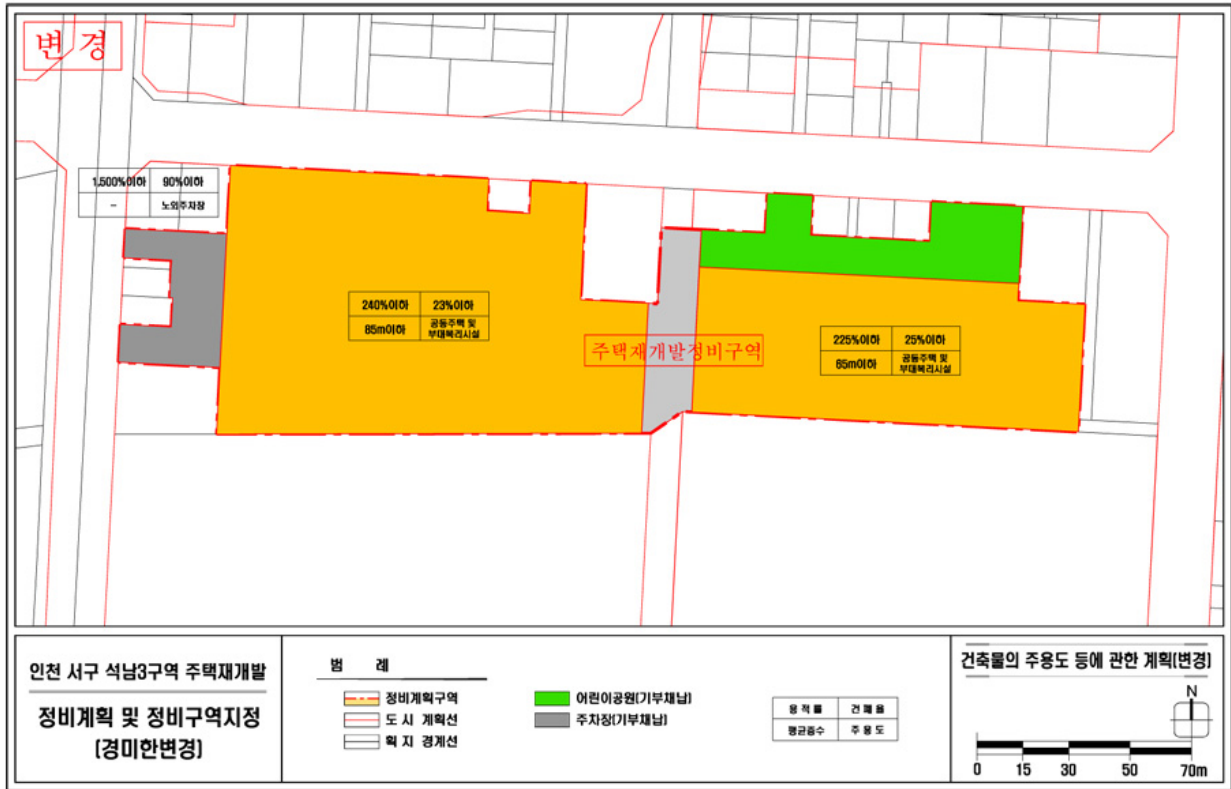 변 경
1,500%이하 90%이하
- 노외주차장
240%이하 23%이하
85m이하 공동주택 및
부대복리시설
주택재개발정비구역
225%이하 25%이하
65m이하 공동주택 및
부대복리시설
인천 서구 석남3구역 주택재개발
정비계획 및 정비구역지정
(경미한변경)
범 례
정비계획구역
도 시 계획선
획 지 경계선
어린이공원(기부채납)
주차장(기부채납)
용 적 률 건 폐 율
평균층수 주 용 도
건축물의 주용도 등에 관한 계획(변경)
N
0 15 30 50 70m